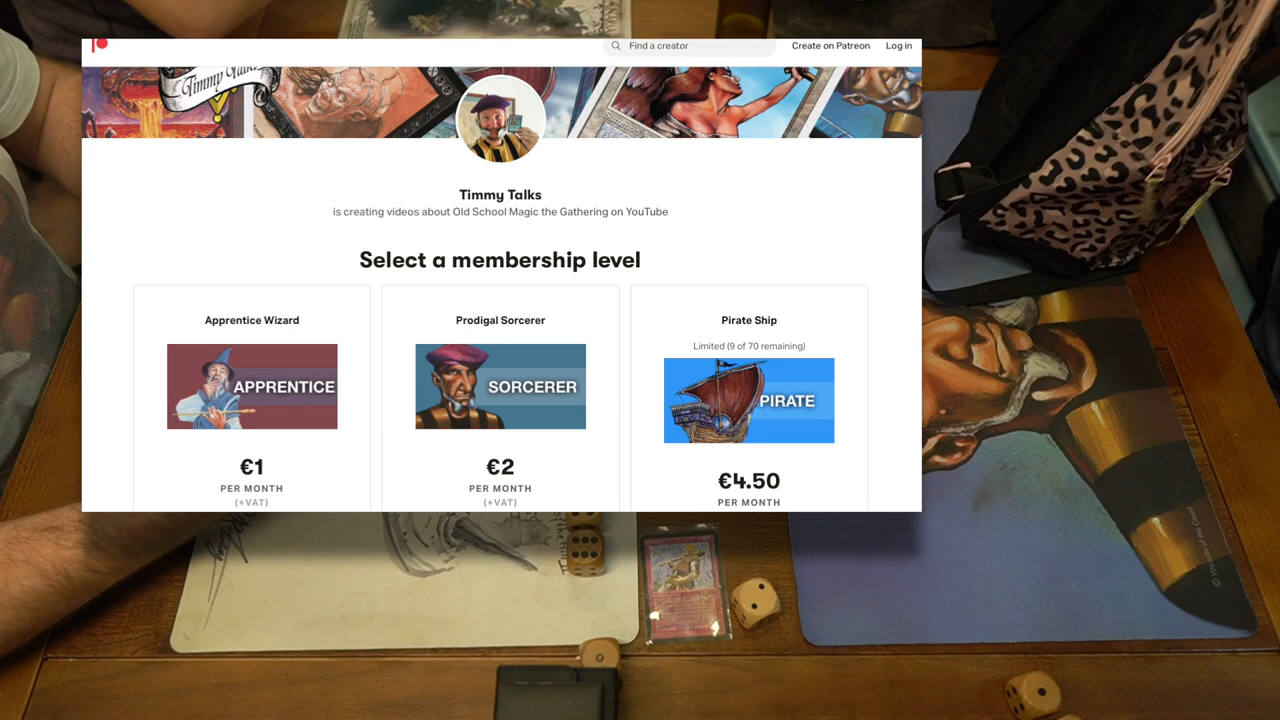 Find a creator
Create on Patreon
Log in
Timmy Talks
Timmy Talks
is creating videos about Old School Magic the Gathering on YouTube
Select a membership level
Apprentice Wizard
Prodigal Sorcerer
Pirate Ship
Limited (9 of 70 remaining)
APPRENTICE
SORCERER
PIRATE
€1
PER MONTH
(+VAT)
€2
PER MONTH
(+VAT)
€4.50
PER MONTH